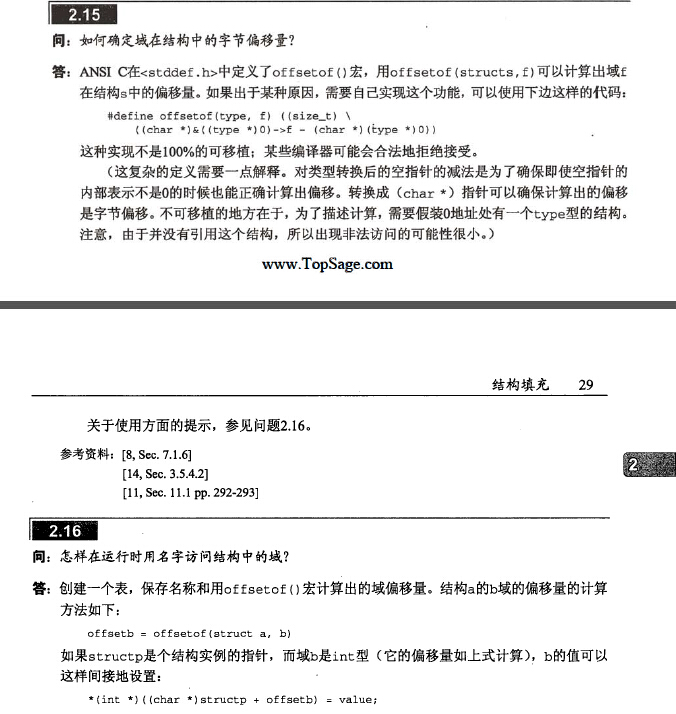 2.15
问：如何确定域在结构中的字节偏移量？
答：ANSI C在<stddef.h>中定义了offsetof()宏，用offsetof(structs,f)可以计算出域f
在结构s中的偏移量。如果出于某种原因，需要自己实现这个功能，可以使用下边这样的代码：
#define offsetof(type, f) ((size_t) \
((char *)&((type *)0)->f - (char *)(type *)0))
这种实现不是100%的可移植；某些编译器可能会合法地拒绝接受。
（这复杂的定义需要一点解释。对类型转换后的空指针的减法是为了确保即使空指针的
内部表示不是0的时候也能正确计算出偏移。转换成（char *）指针可以确保计算出的偏移
是字节偏移。不可移植的地方在于，为了描述计算，需要假装0地址处有一个type型的结构。
注意，由于并没有引用这个结构，所以出现非法访问的可能性很小。）
www.TopSage.com
结构填充 29
关于使用方面的提示，参见问题2.16。
参考资料：[8, Sec. 7.1.6]
[14, Sec. 3.5.4.2]
[11, Sec. 11.1 pp. 292-293]
2
2.16
问：怎样在运行时用名字访问结构中的域？
答：创建一个表，保存名称和用offsetof()宏计算出的域偏移量。结构a的b域的偏移量的计算
方法如下：
offsetb = offsetof(struct a, b)
如果structp是个结构实例的指针，而域b是int型（它的偏移量如上式计算），b的值可以
这样间接地设置：
*(int *)((char *)structp + offsetb) = value;